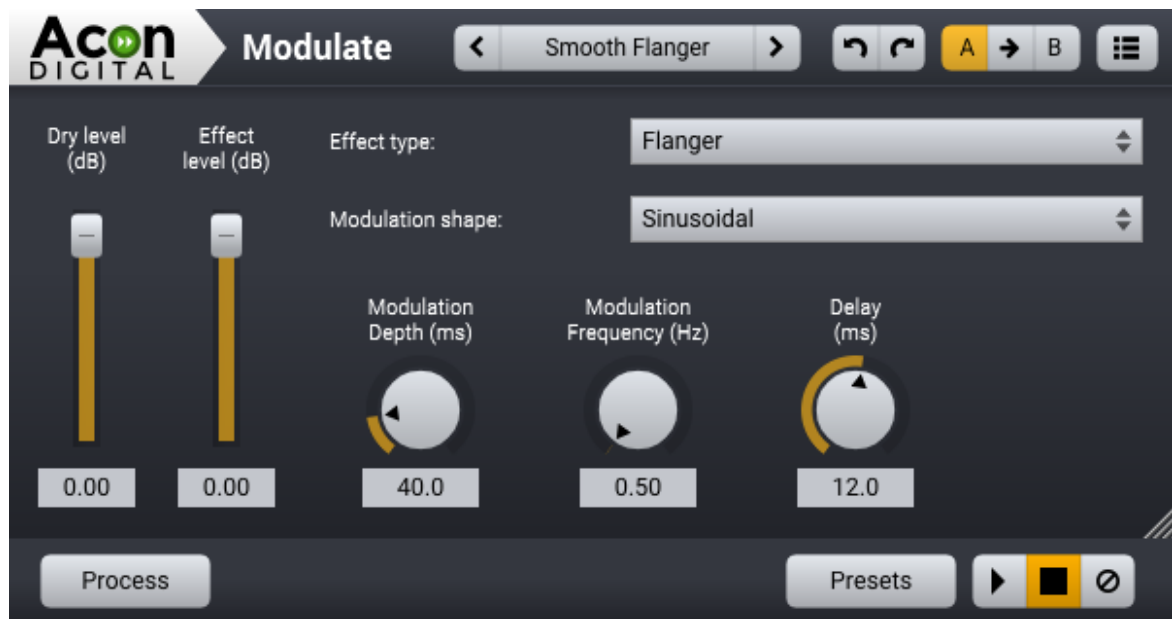 Acon
DIGITAL
Modulate
Smooth Flanger
A
B
Dry level
(dB)
Effect
level (dB)
Effect type:
Flanger
Modulation shape:
Sinusoidal
Modulation
Depth (ms)
Modulation
Frequency (Hz)
Delay
(ms)
0.00
0.00
40.0
0.50
12.0
Process
Presets